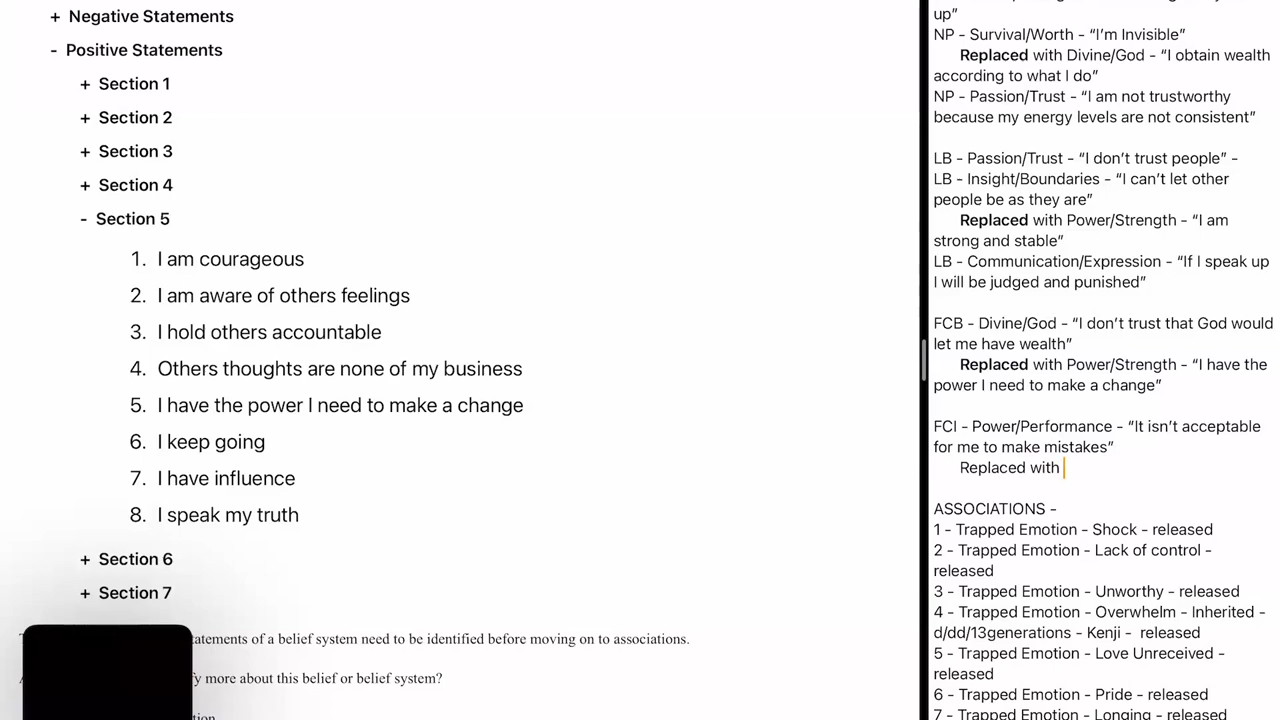 + Negative Statements
- Positive Statements
+ Section 1
+ Section 2
+ Section 3
+ Section 4
- Section 5
1. I am courageous
2. I am aware of others feelings
3. I hold others accountable
4. Others thoughts are none of my business
5. I have the power I need to make a change
6. I keep going
7. I have influence
8. I speak my truth
+ Section 6
+ Section 7
of a belief system need to be identified before moving on to associations.
more about this belief or belief system?
up”
NP - Survival/Worth - “I’m Invisible”
Replaced with Divine/God - “I obtain wealth
according to what I do”
NP - Passion/Trust - “I am not trustworthy
because my energy levels are not consistent”
LB - Passion/Trust - “I don’t trust people” -
LB - Insight/Boundaries - “I can’t let other
people be as they are”
Replaced with Power/Strength - “I am
strong and stable”
LB - Communication/Expression - “If I speak up
I will be judged and punished”
FCB - Divine/God - “I don’t trust that God would
let me have wealth”
Replaced with Power/Strength - “I have the
power I need to make a change”
FCI - Power/Performance - “It isn’t acceptable
for me to make mistakes”
Replaced with
ASSOCIATIONS -
1 - Trapped Emotion - Shock - released
2 - Trapped Emotion - Lack of control -
released
3 - Trapped Emotion - Unworthy - released
4 - Trapped Emotion - Overwhelm - Inherited -
d/dd/13generations - Kenji - released
5 - Trapped Emotion - Love Unreceived -
released
6 - Trapped Emotion - Pride - released
7 - Trapped Emotion - Longing - released